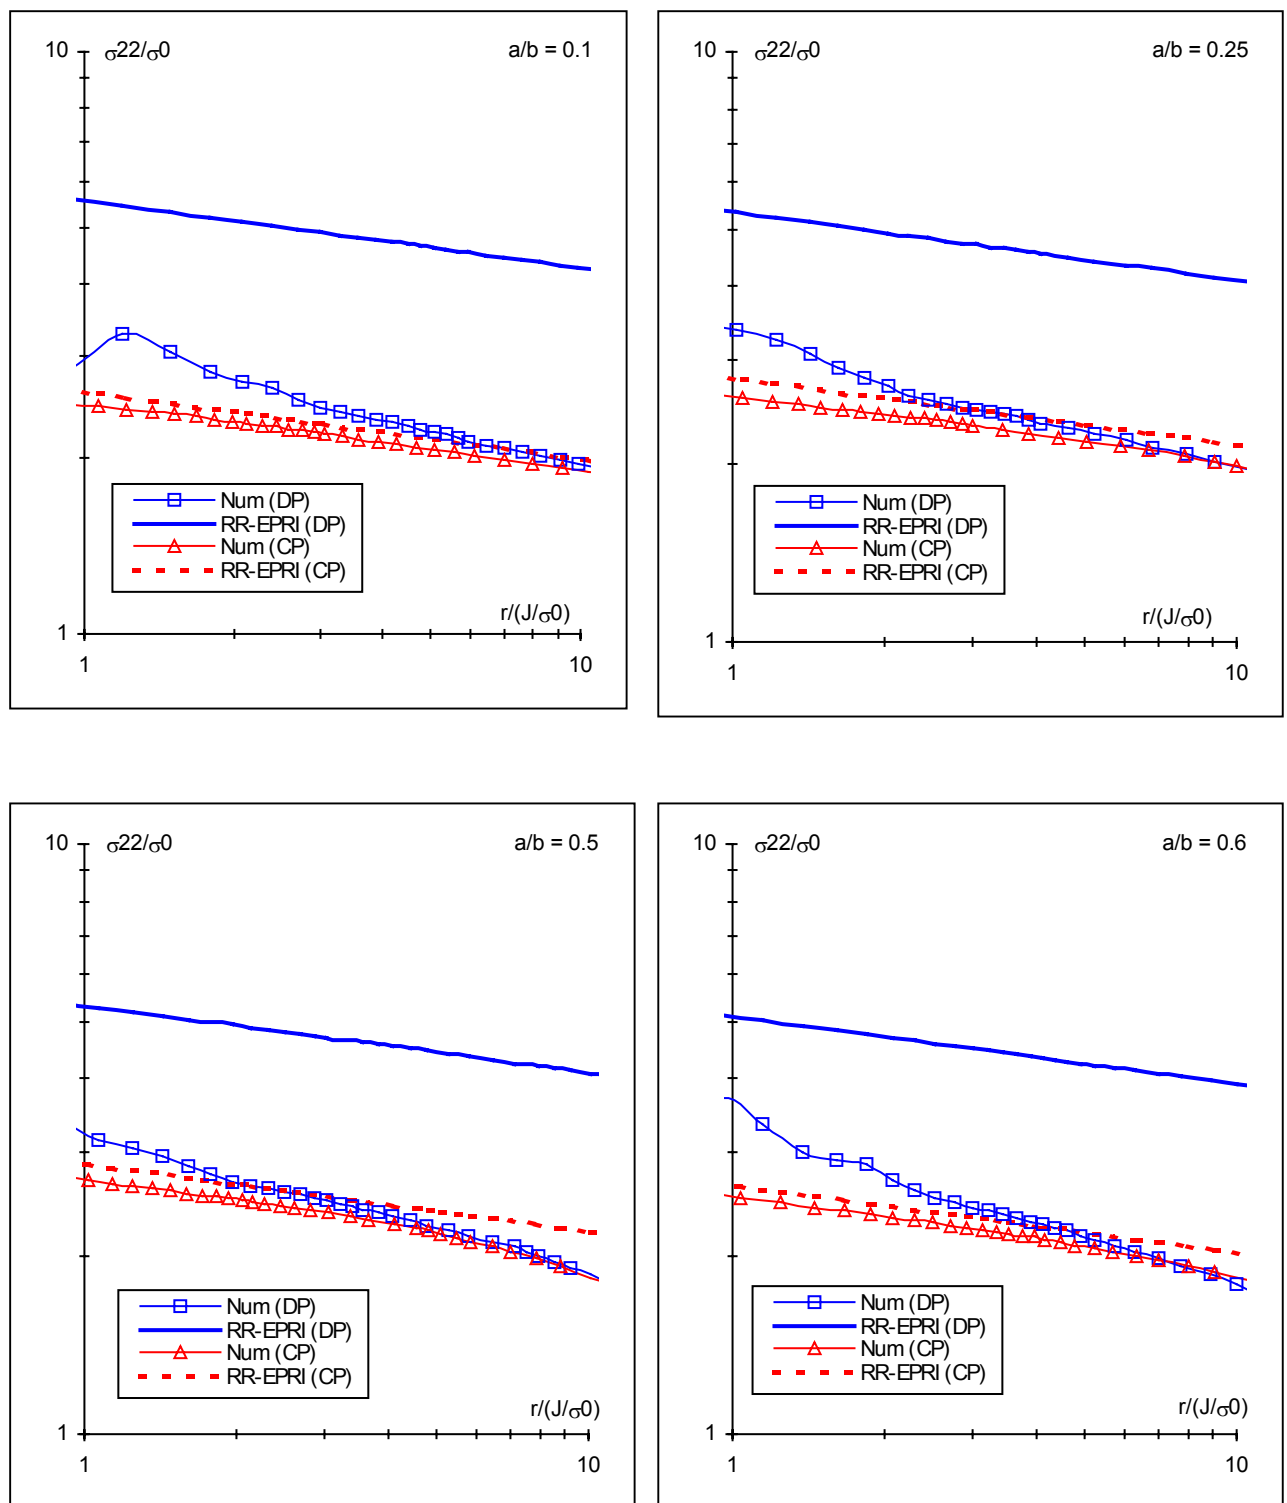 10 σ22/σ0 a/b = 0.1
Num (DP)
RR-EPRI (DP)
Num (CP)
RR-EPRI (CP)
r/(J/σ0)
1
1 10
10 σ22/σ0 a/b = 0.25
Num (DP)
RR-EPRI (DP)
Num (CP)
RR-EPRI (CP)
r/(J/σ0)
1
1 10
10 σ22/σ0 a/b = 0.5
Num (DP)
RR-EPRI (DP)
Num (CP)
RR-EPRI (CP)
r/(J/σ0)
1
1 10
10 σ22/σ0 a/b = 0.6
Num (DP)
RR-EPRI (DP)
Num (CP)
RR-EPRI (CP)
r/(J/σ0)
1
1 10